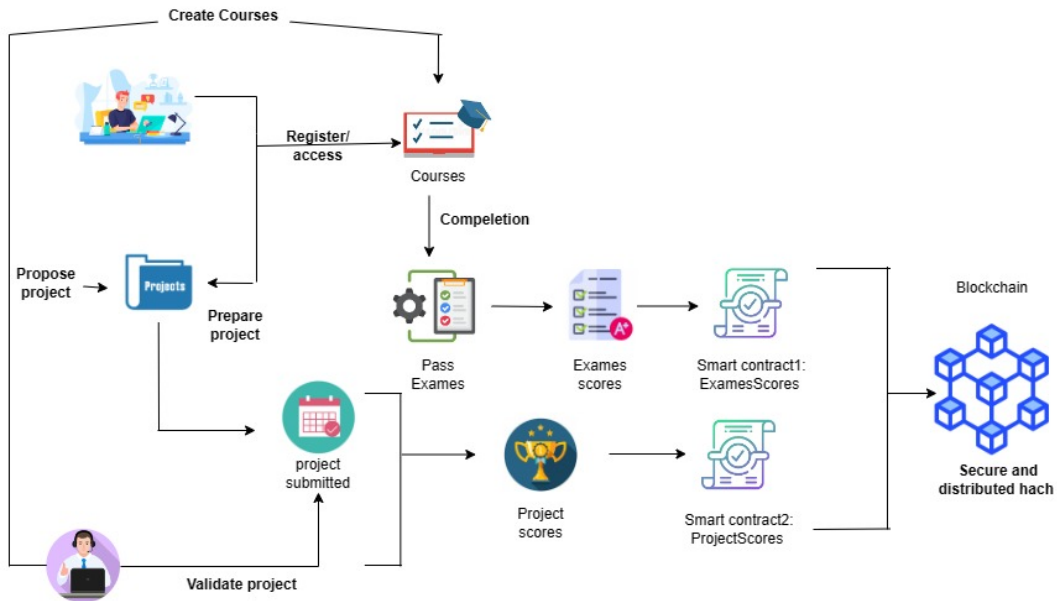 Create Courses
Register/
access
Courses
Compeletion
Propose
project
Projects
Prepare
project
Blockchain
Pass
Exames
A+
Exames
scores
Smart contract1:
ExamesScores
project
submitted
Secure and
distributed hach
Project
scores
Smart contract2:
ProjectScores
Validate project